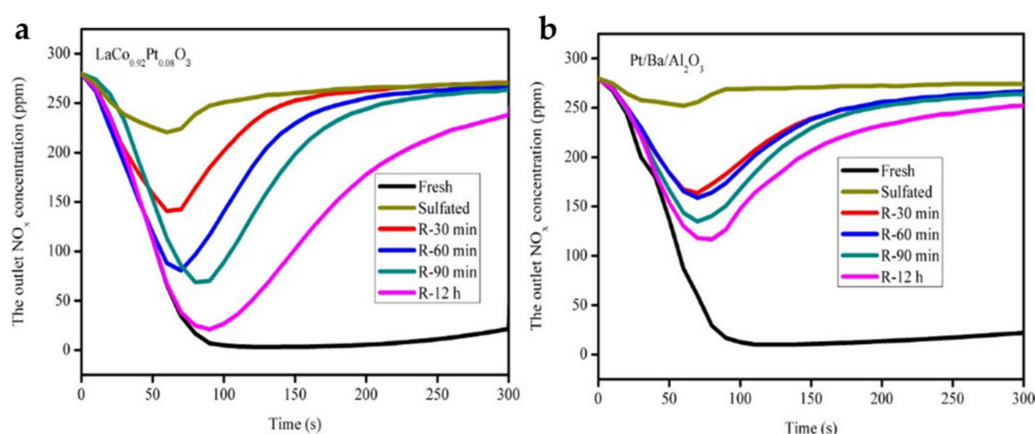 a
LaCo0.92Pt0.08O3
The outlet NOx concentration (ppm)
300
250
200
150
100
50
0
Fresh
Sulfated
R-30 min
R-60 min
R-90 min
R-12 h
0 50 100 150 200 250 300
Time (s)
b
Pt/Ba/Al2O3
The outlet NOx concentration (ppm)
300
250
200
150
100
50
0
Fresh
Sulfated
R-30 min
R-60 min
R-90 min
R-12 h
0 50 100 150 200 250 300
Time (s)